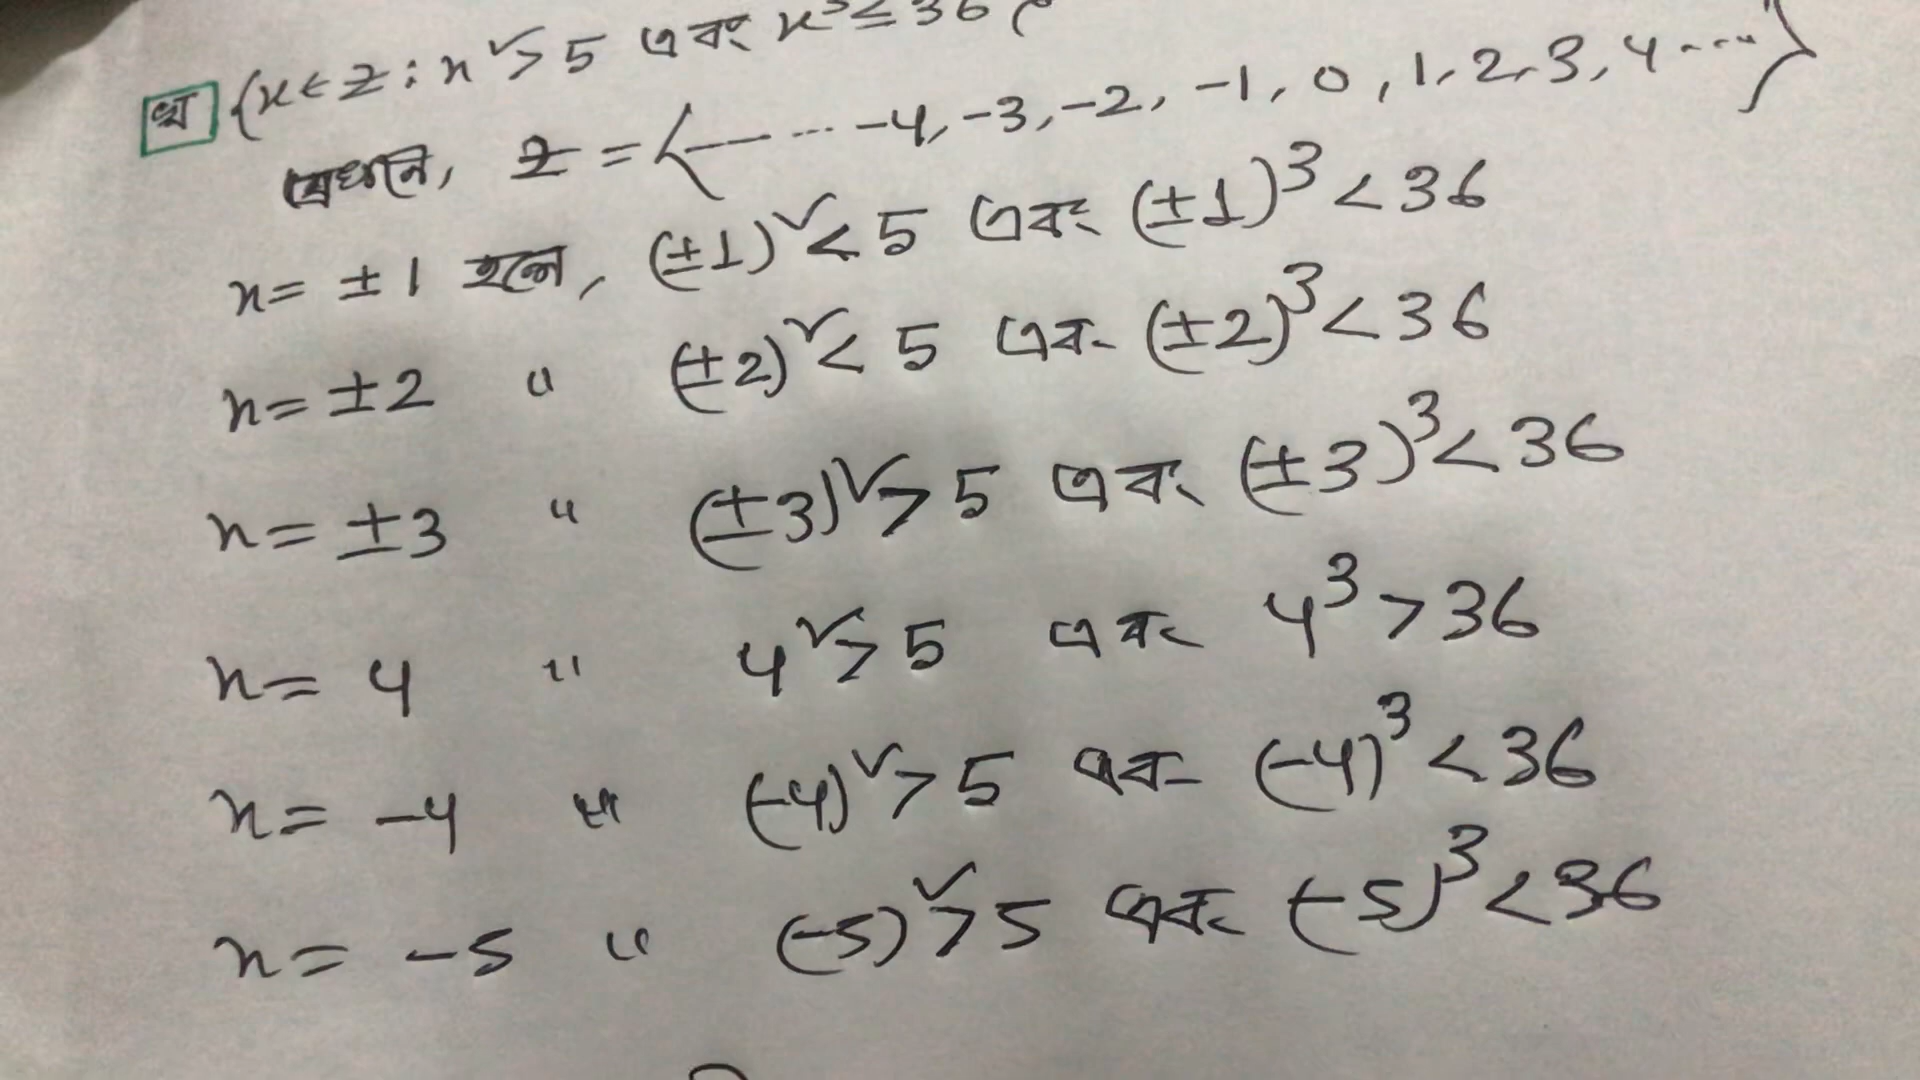 খ {x ∈ Z : x² > 5 এবং x³ ≤ 36}
এখানে, Z = {---- ... -4, -3, -2, -1, 0, 1, 2, 3, 4 ....}
x = ±1 হলে, (±1)² < 5 এবং (±1)³ < 36
x = ±2 " (±2)² < 5 এবং (±2)³ < 36
x = ±3 " (±3)² > 5 এবং (±3)³ < 36
x = 4 " 4² > 5 এবং 4³ > 36
x = -4 " (-4)² > 5 এবং (-4)³ < 36
x = -5 " (-5)² > 5 এবং (-5)³ < 36